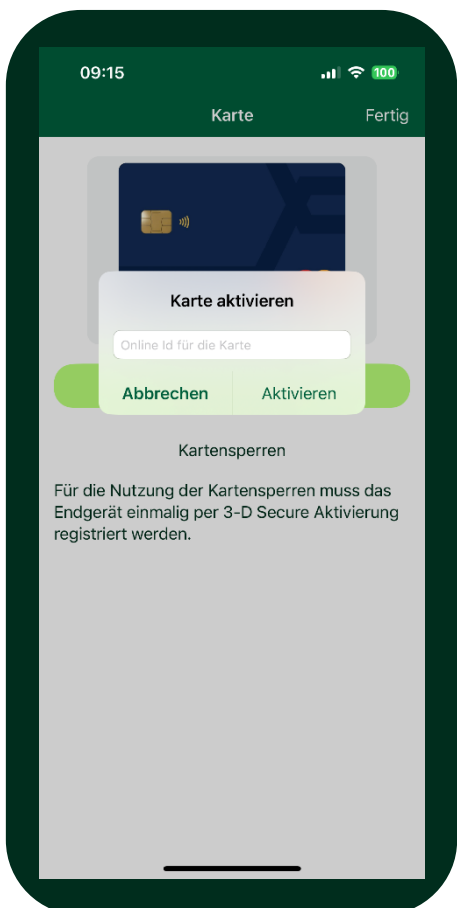 09:15
100
Karte
Fertig
Karte aktivieren
Online Id für die Karte
Abbrechen
Aktivieren
Kartensperren
Für die Nutzung der Kartensperren muss das
Endgerät einmalig per 3-D Secure Aktivierung
registriert werden.